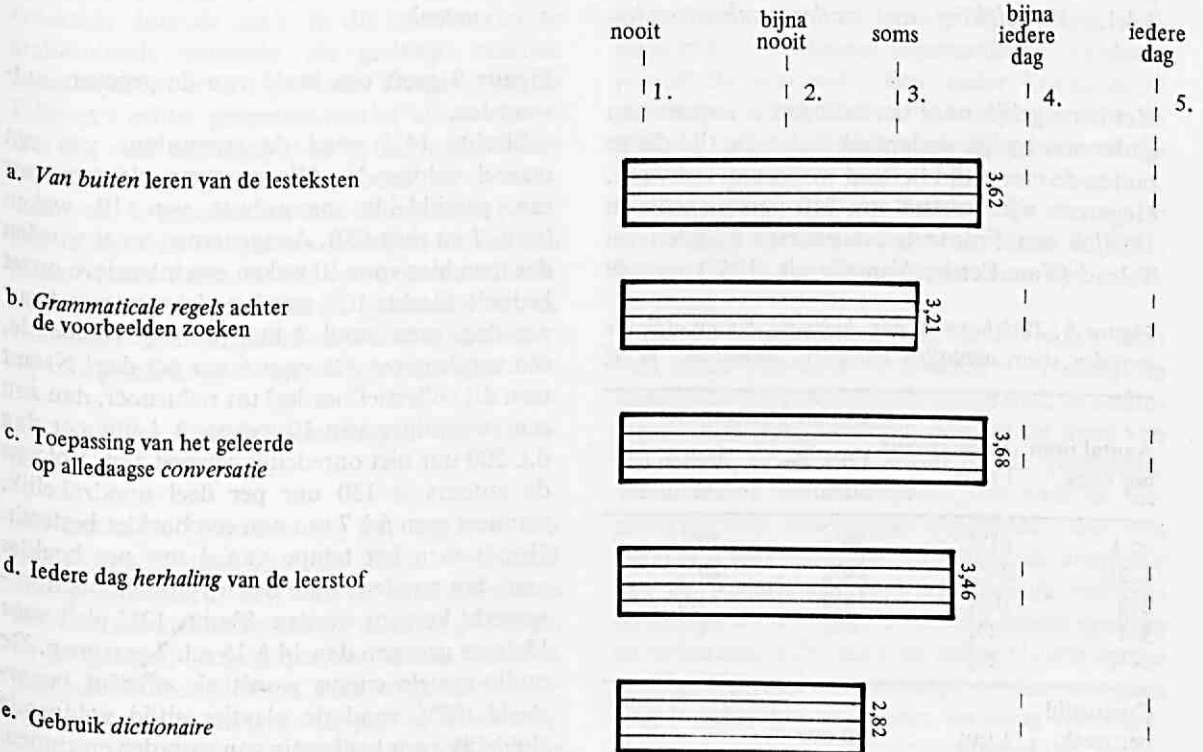 nooit
bijna
nooit
soms
bijna
iedere
dag
iedere
dag
1.
2.
3.
4.
5.
a. Van buiten leren van de lesteksten
3,62
b. Grammaticale regels achter
de voorbeelden zoeken
3,21
c. Toepassing van het geleerde
op alledaagse conversatie
3,68
d. Iedere dag herhaling van de leerstof
3,46
e. Gebruik dictionaire
2,82